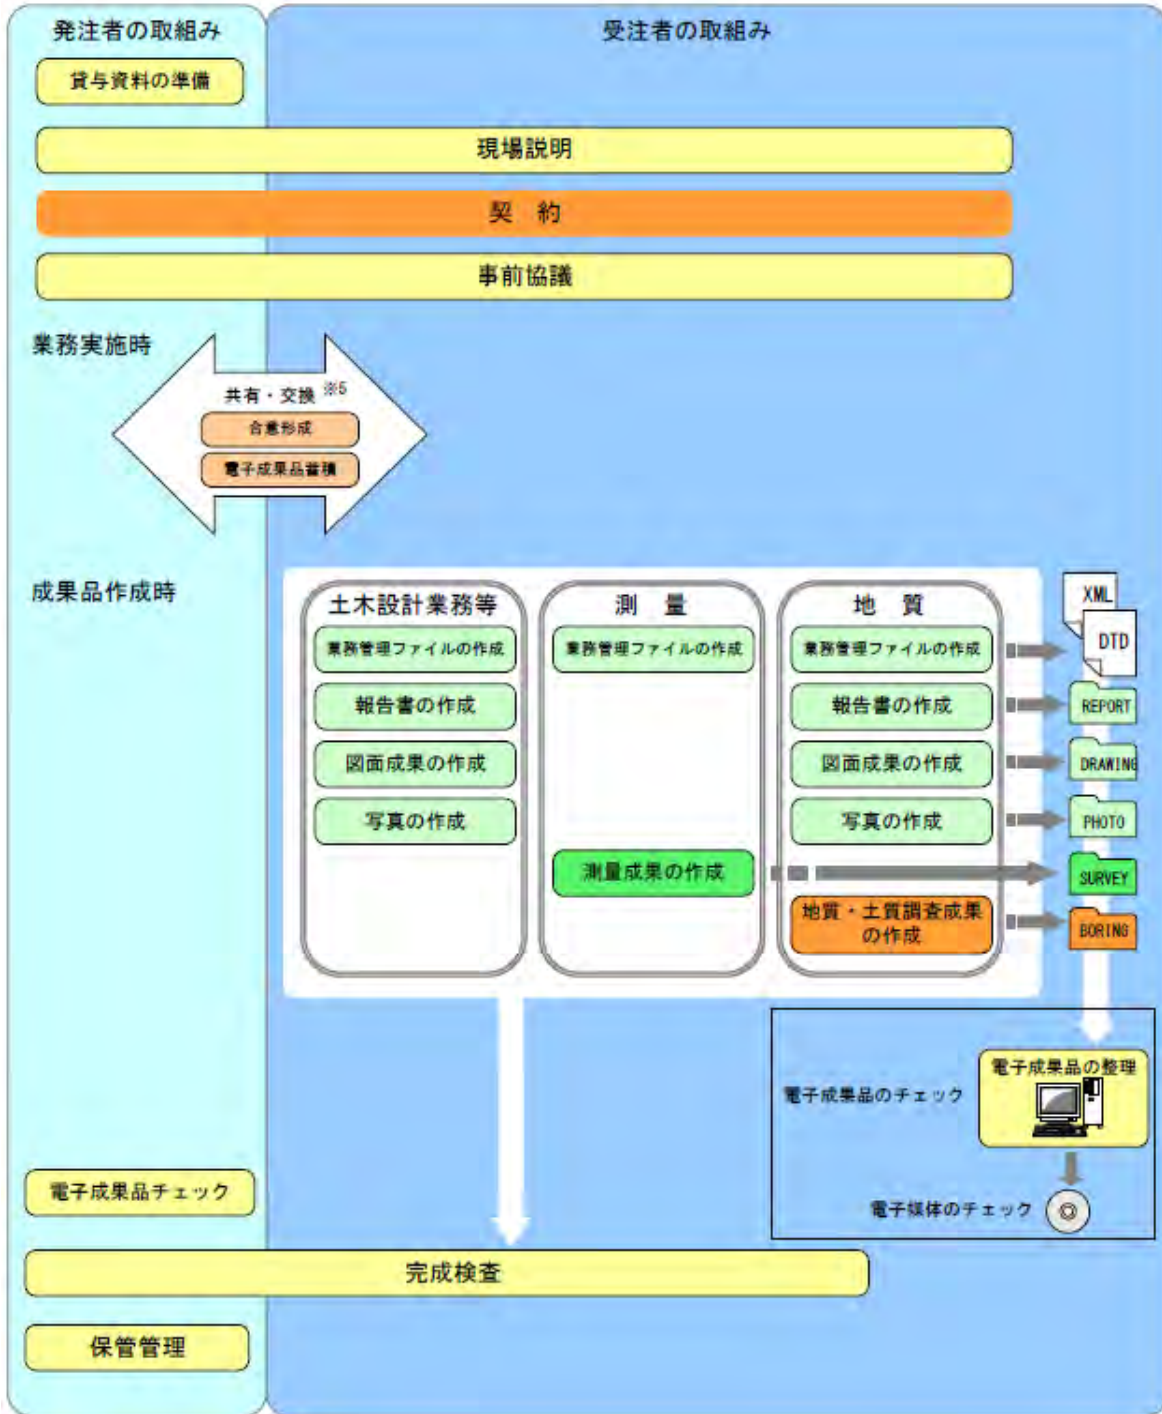 発注者の取組み
受注者の取組み
貸与資料の準備
現場説明
契 約
事前協議
業務実施時
共有・交換 ※5
合意形成
電子成果品蓄積
成果品作成時
土木設計業務等
業務管理ファイルの作成
報告書の作成
図面成果の作成
写真の作成
測 量
業務管理ファイルの作成
測量成果の作成
地 質
業務管理ファイルの作成
報告書の作成
図面成果の作成
写真の作成
地質・土質調査成果
の作成
XML
DTD
REPORT
DRAWING
PHOTO
SURVEY
BORING
電子成果品の整理
電子成果品のチェック
電子媒体のチェック
電子成果品チェック
完成検査
保管管理